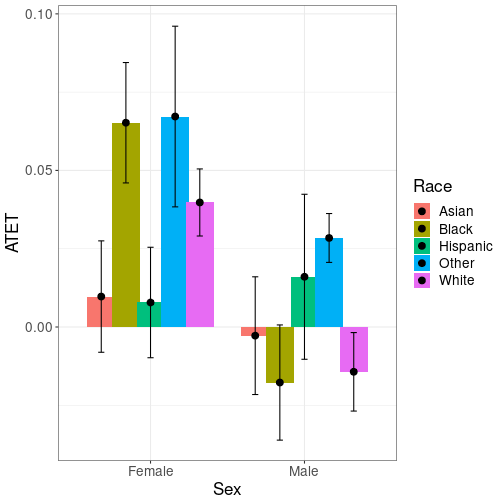 0.10
0.05
0.00
ATET
Female
Male
Sex
Race
Asian
Black
Hispanic
Other
White